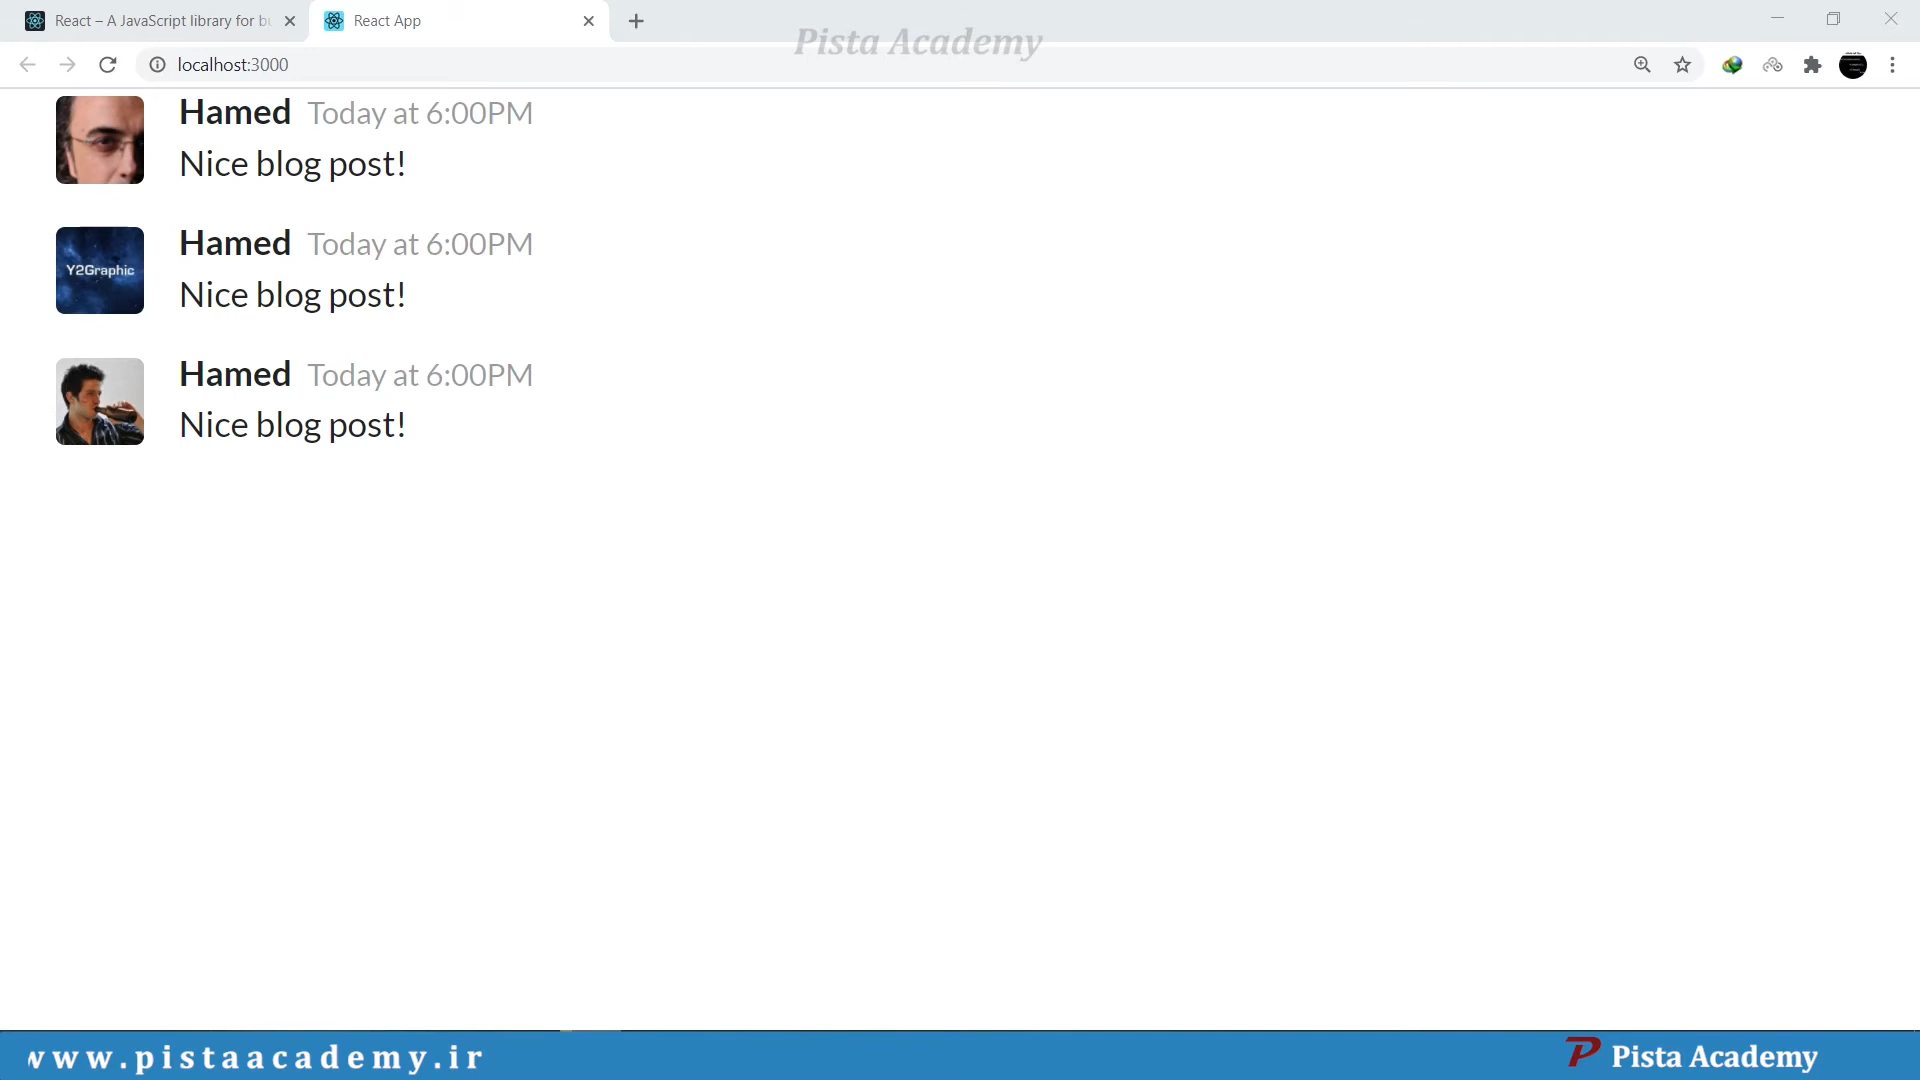 React – A JavaScript library for bu
React App
Pista Academy
localhost:3000
Hamed Today at 6:00PM
Nice blog post!
Y2Graphic
Hamed Today at 6:00PM
Nice blog post!
Hamed Today at 6:00PM
Nice blog post!
www.pistaacademy.ir
P Pista Academy